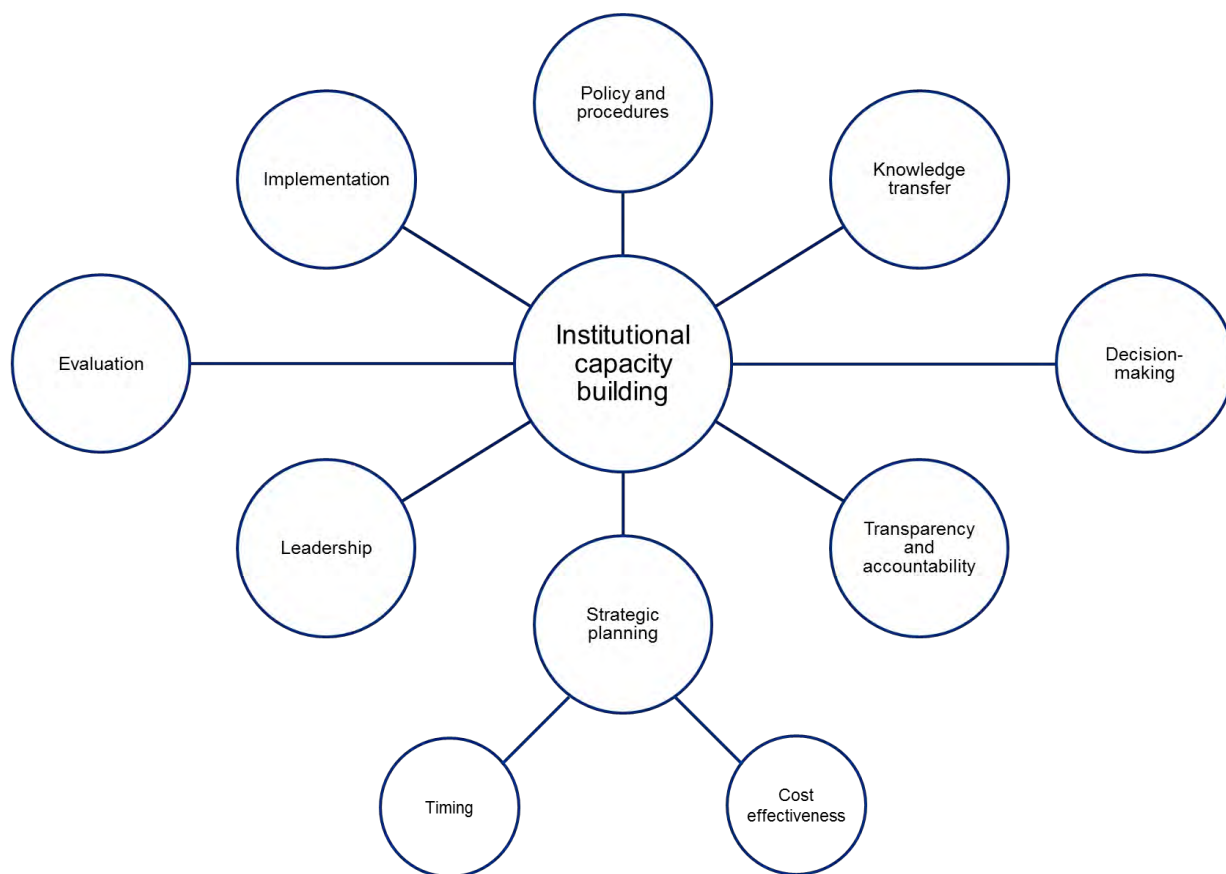 Policy and
procedures
Implementation
Knowledge
transfer
Institutional
capacity
building
Evaluation
Decision-
making
Leadership
Transparency
and
accountability
Strategic
planning
Timing
Cost
effectiveness